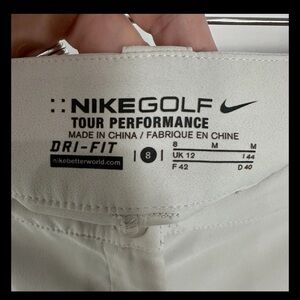 NIKEGOLF
TOUR PERFORMANCE
MADE IN CHINA / FABRIQUE EN CHINE
DRI-FIT
nikebetterworld.com
8
8 M M
UK 12 I 44
F 42 D 40